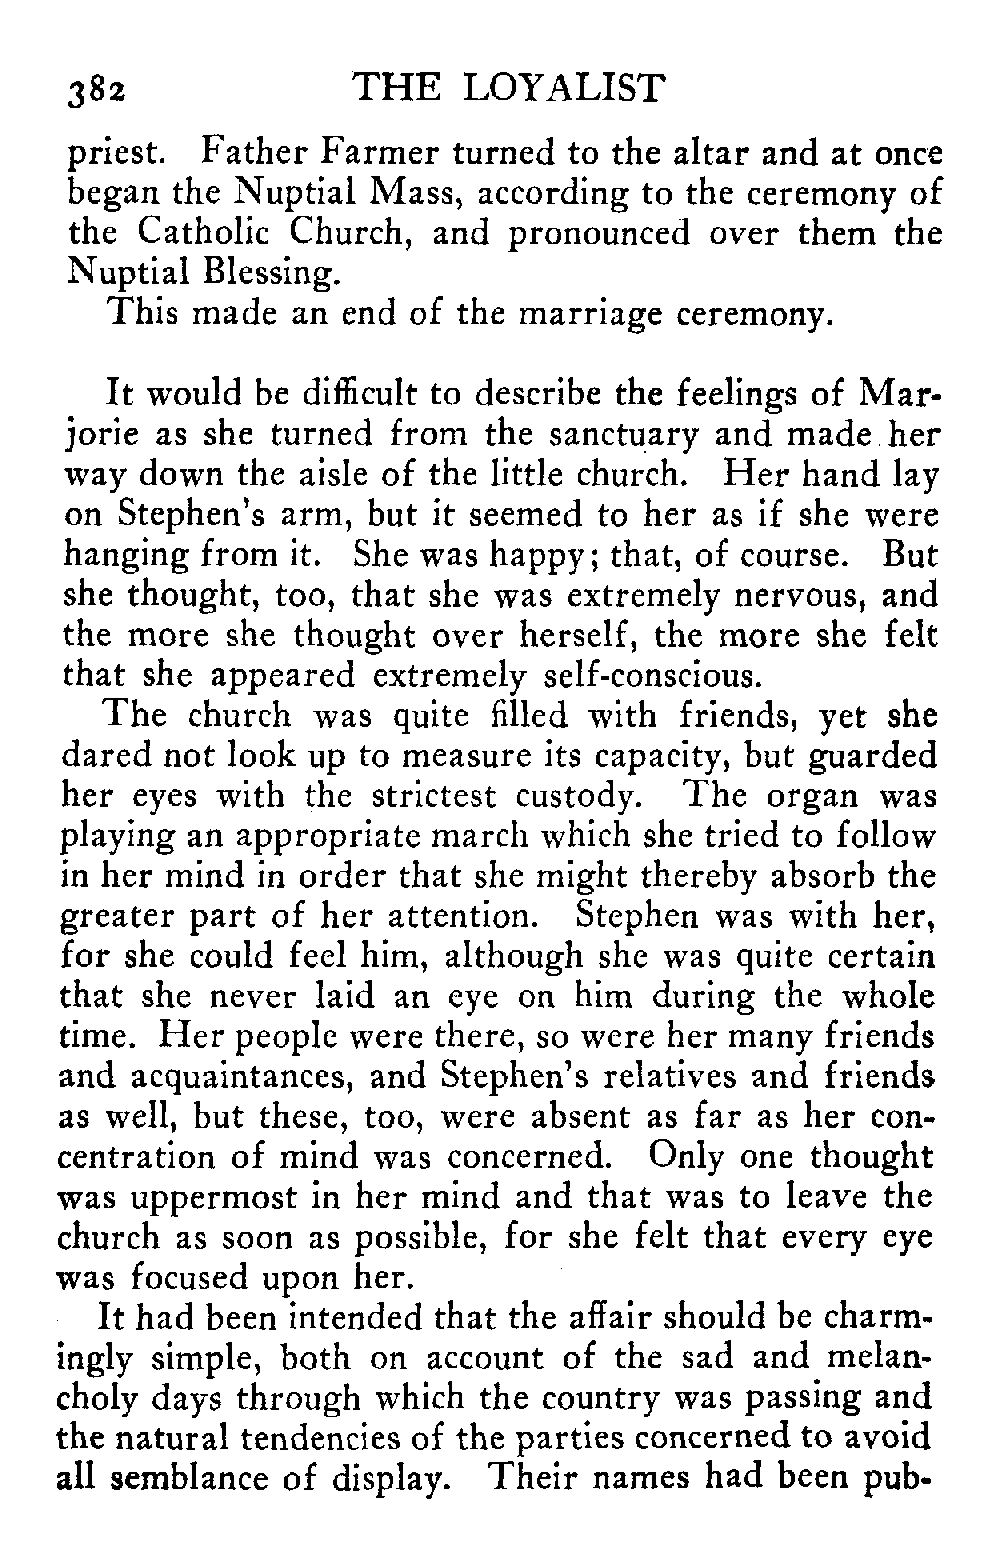 382 THE LOYALIST
priest. Father Farmer turned to the altar and at once
began the Nuptial Mass, according to the ceremony of
the Catholic Church, and pronounced over them the
Nuptial Blessing.
This made an end of the marriage ceremony.
It would be difficult to describe the feelings of Mar-
jorie as she turned from the sanctuary and made her
way down the aisle of the little church. Her hand lay
on Stephen's arm, but it seemed to her as if she were
hanging from it. She was happy; that, of course. But
she thought, too, that she was extremely nervous, and
the more she thought over herself, the more she felt
that she appeared extremely self-conscious.
The church was quite filled with friends, yet she
dared not look up to measure its capacity, but guarded
her eyes with the strictest custody. The organ was
playing an appropriate march which she tried to follow
in her mind in order that she might thereby absorb the
greater part of her attention. Stephen was with her,
for she could feel him, although she was quite certain
that she never laid an eye on him during the whole
time. Her people were there, so were her many friends
and acquaintances, and Stephen's relatives and friends
as well, but these, too, were absent as far as her con-
centration of mind was concerned. Only one thought
was uppermost in her mind and that was to leave the
church as soon as possible, for she felt that every eye
was focused upon her.
It had been intended that the affair should be charm-
ingly simple, both on account of the sad and melan-
choly days through which the country was passing and
the natural tendencies of the parties concerned to avoid
all semblance of display. Their names had been pub-